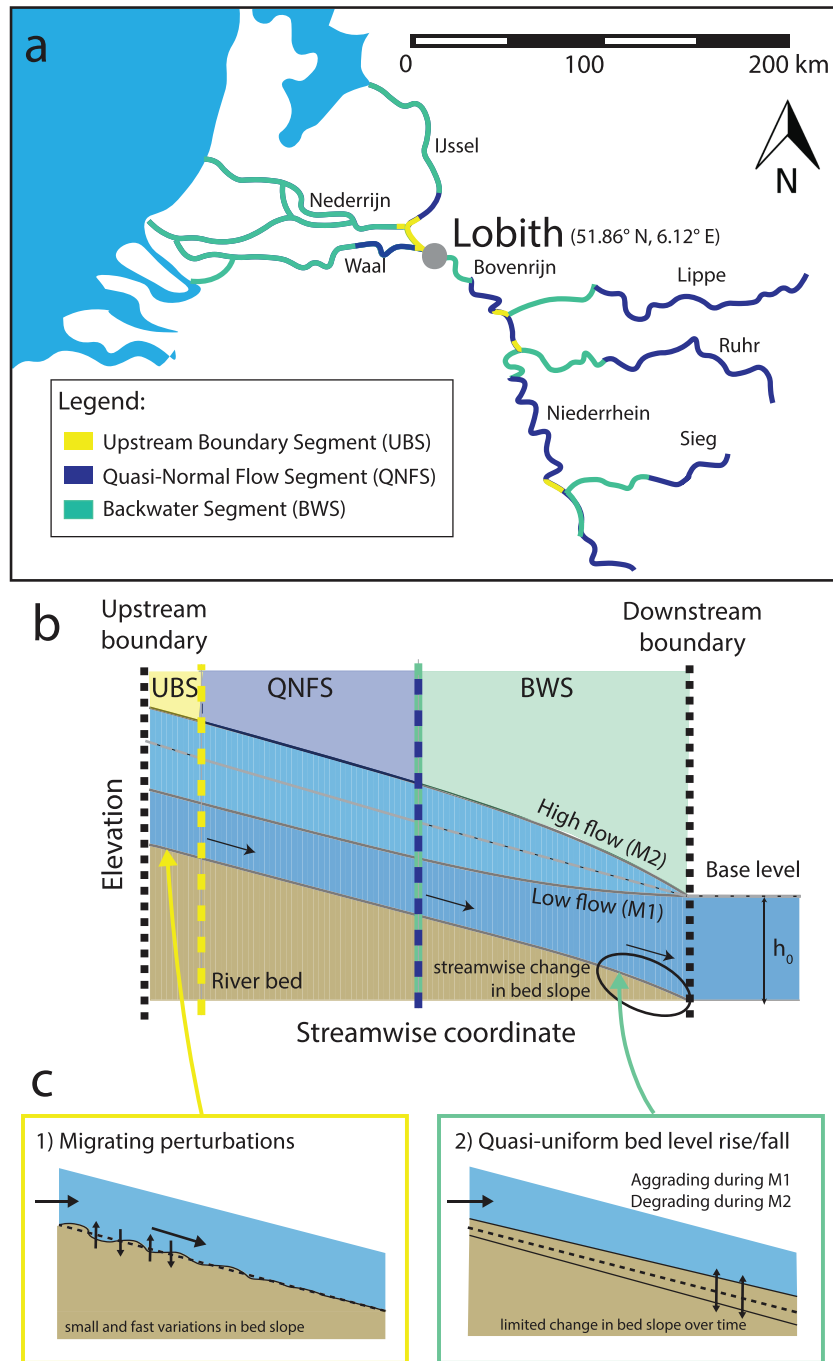 a
0 100 200 km
N
IJssel
Nederrijn
Lobith (51.86° N, 6.12° E)
Waal
Bovenrijn
Lippe
Ruhr
Niederrhein
Sieg
Legend:
Upstream Boundary Segment (UBS)
Quasi-Normal Flow Segment (QNFS)
Backwater Segment (BWS)
b
Upstream
boundary
Downstream
boundary
UBS
QNFS
BWS
Elevation
High flow (M2)
Low flow (M1)
Base level
h0
River bed
streamwise change
in bed slope
Streamwise coordinate
c
1) Migrating perturbations
small and fast variations in bed slope
2) Quasi-uniform bed level rise/fall
Aggrading during M1
Degrading during M2
limited change in bed slope over time